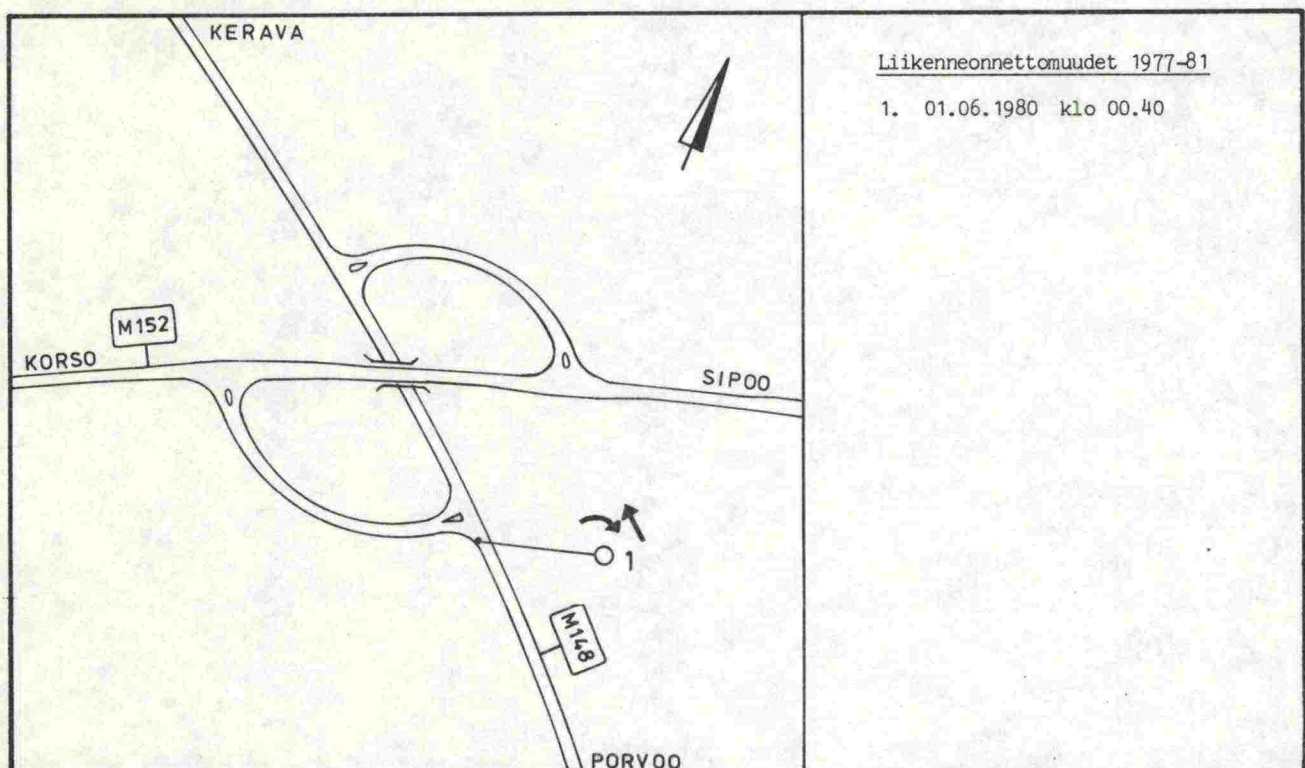 KERAVA
M152
KORSO
SIPOO
1
M148
PORVOO
Liikenneonnettomuudet 1977-81
1. 01.06.1980 klo 00.40